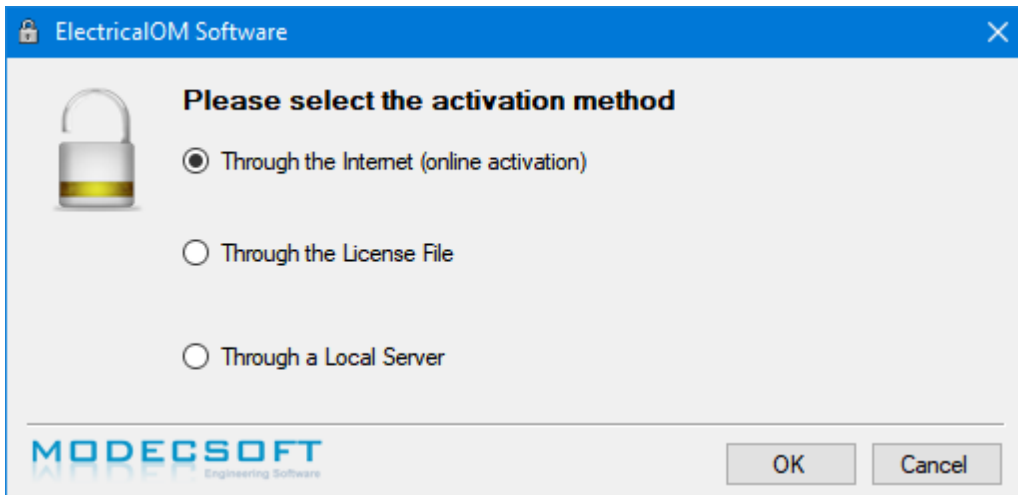 ElectricalOM Software
Please select the activation method
Through the Internet (online activation)
Through the License File
Through a Local Server
MODECSOFT
Engineering Software
OK
Cancel